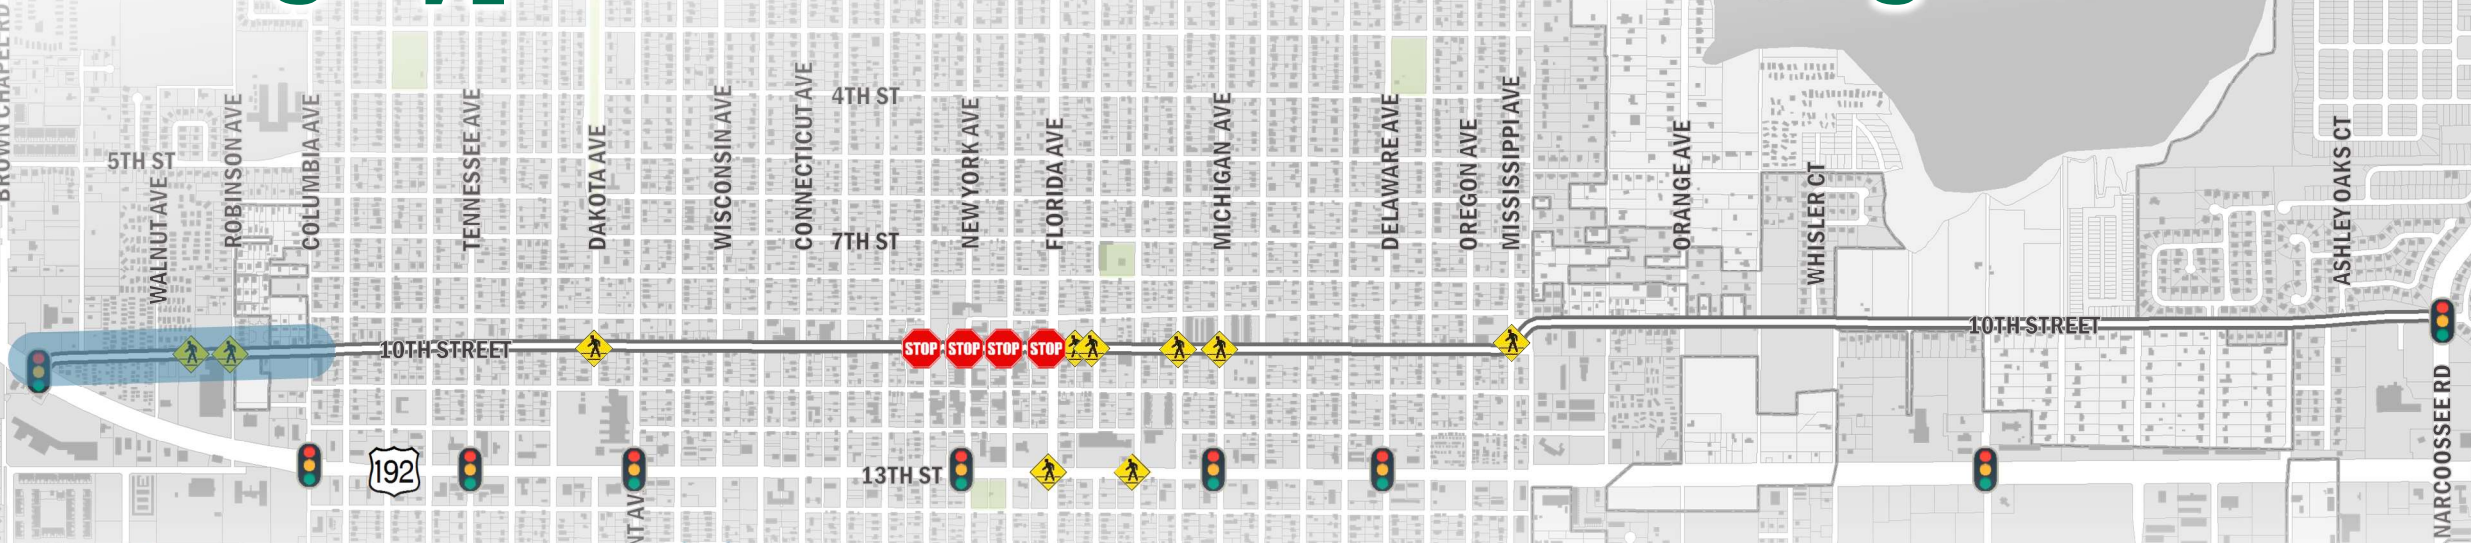 BROWN CHAPEL RD
5TH ST
WALNUT AVE
ROBINSON AVE
COLUMBIA AVE
TENNESSEE AVE
DAKOTA AVE
WISCONSIN AVE
CONNECTICUT AVE
4TH ST
7TH ST
NEW YORK AVE
FLORIDA AVE
MICHIGAN AVE
DELAWARE AVE
OREGON AVE
MISSISSIPPI AVE
ORANGE AVE
WHISLER CT
ASHLEY OAKS CT
10TH STREET
STOP
STOP
STOP
STOP
10TH STREET
192
13TH ST
NT AV
NARCOOSSEE RD